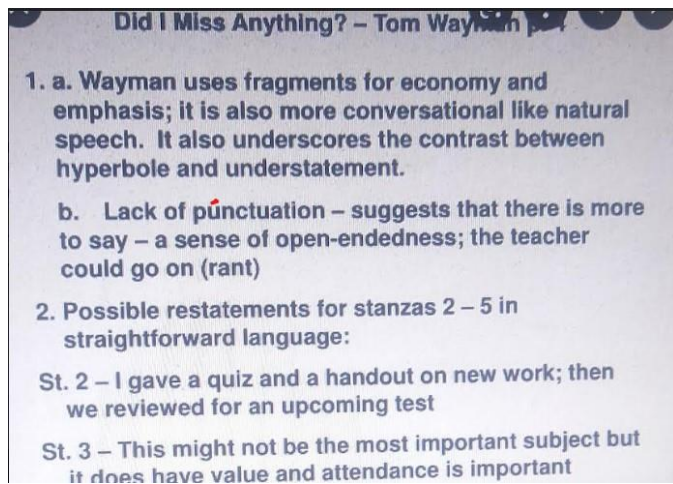 Did I Miss Anything? – Tom Wayman
1. a. Wayman uses fragments for economy and
emphasis; it is also more conversational like natural
speech. It also underscores the contrast between
hyperbole and understatement.
b. Lack of punctuation – suggests that there is more
to say – a sense of open-endedness; the teacher
could go on (rant)
2. Possible restatements for stanzas 2 – 5 in
straightforward language:
St. 2 – I gave a quiz and a handout on new work; then
we reviewed for an upcoming test
St. 3 – This might not be the most important subject but
it does have value and attendance is important